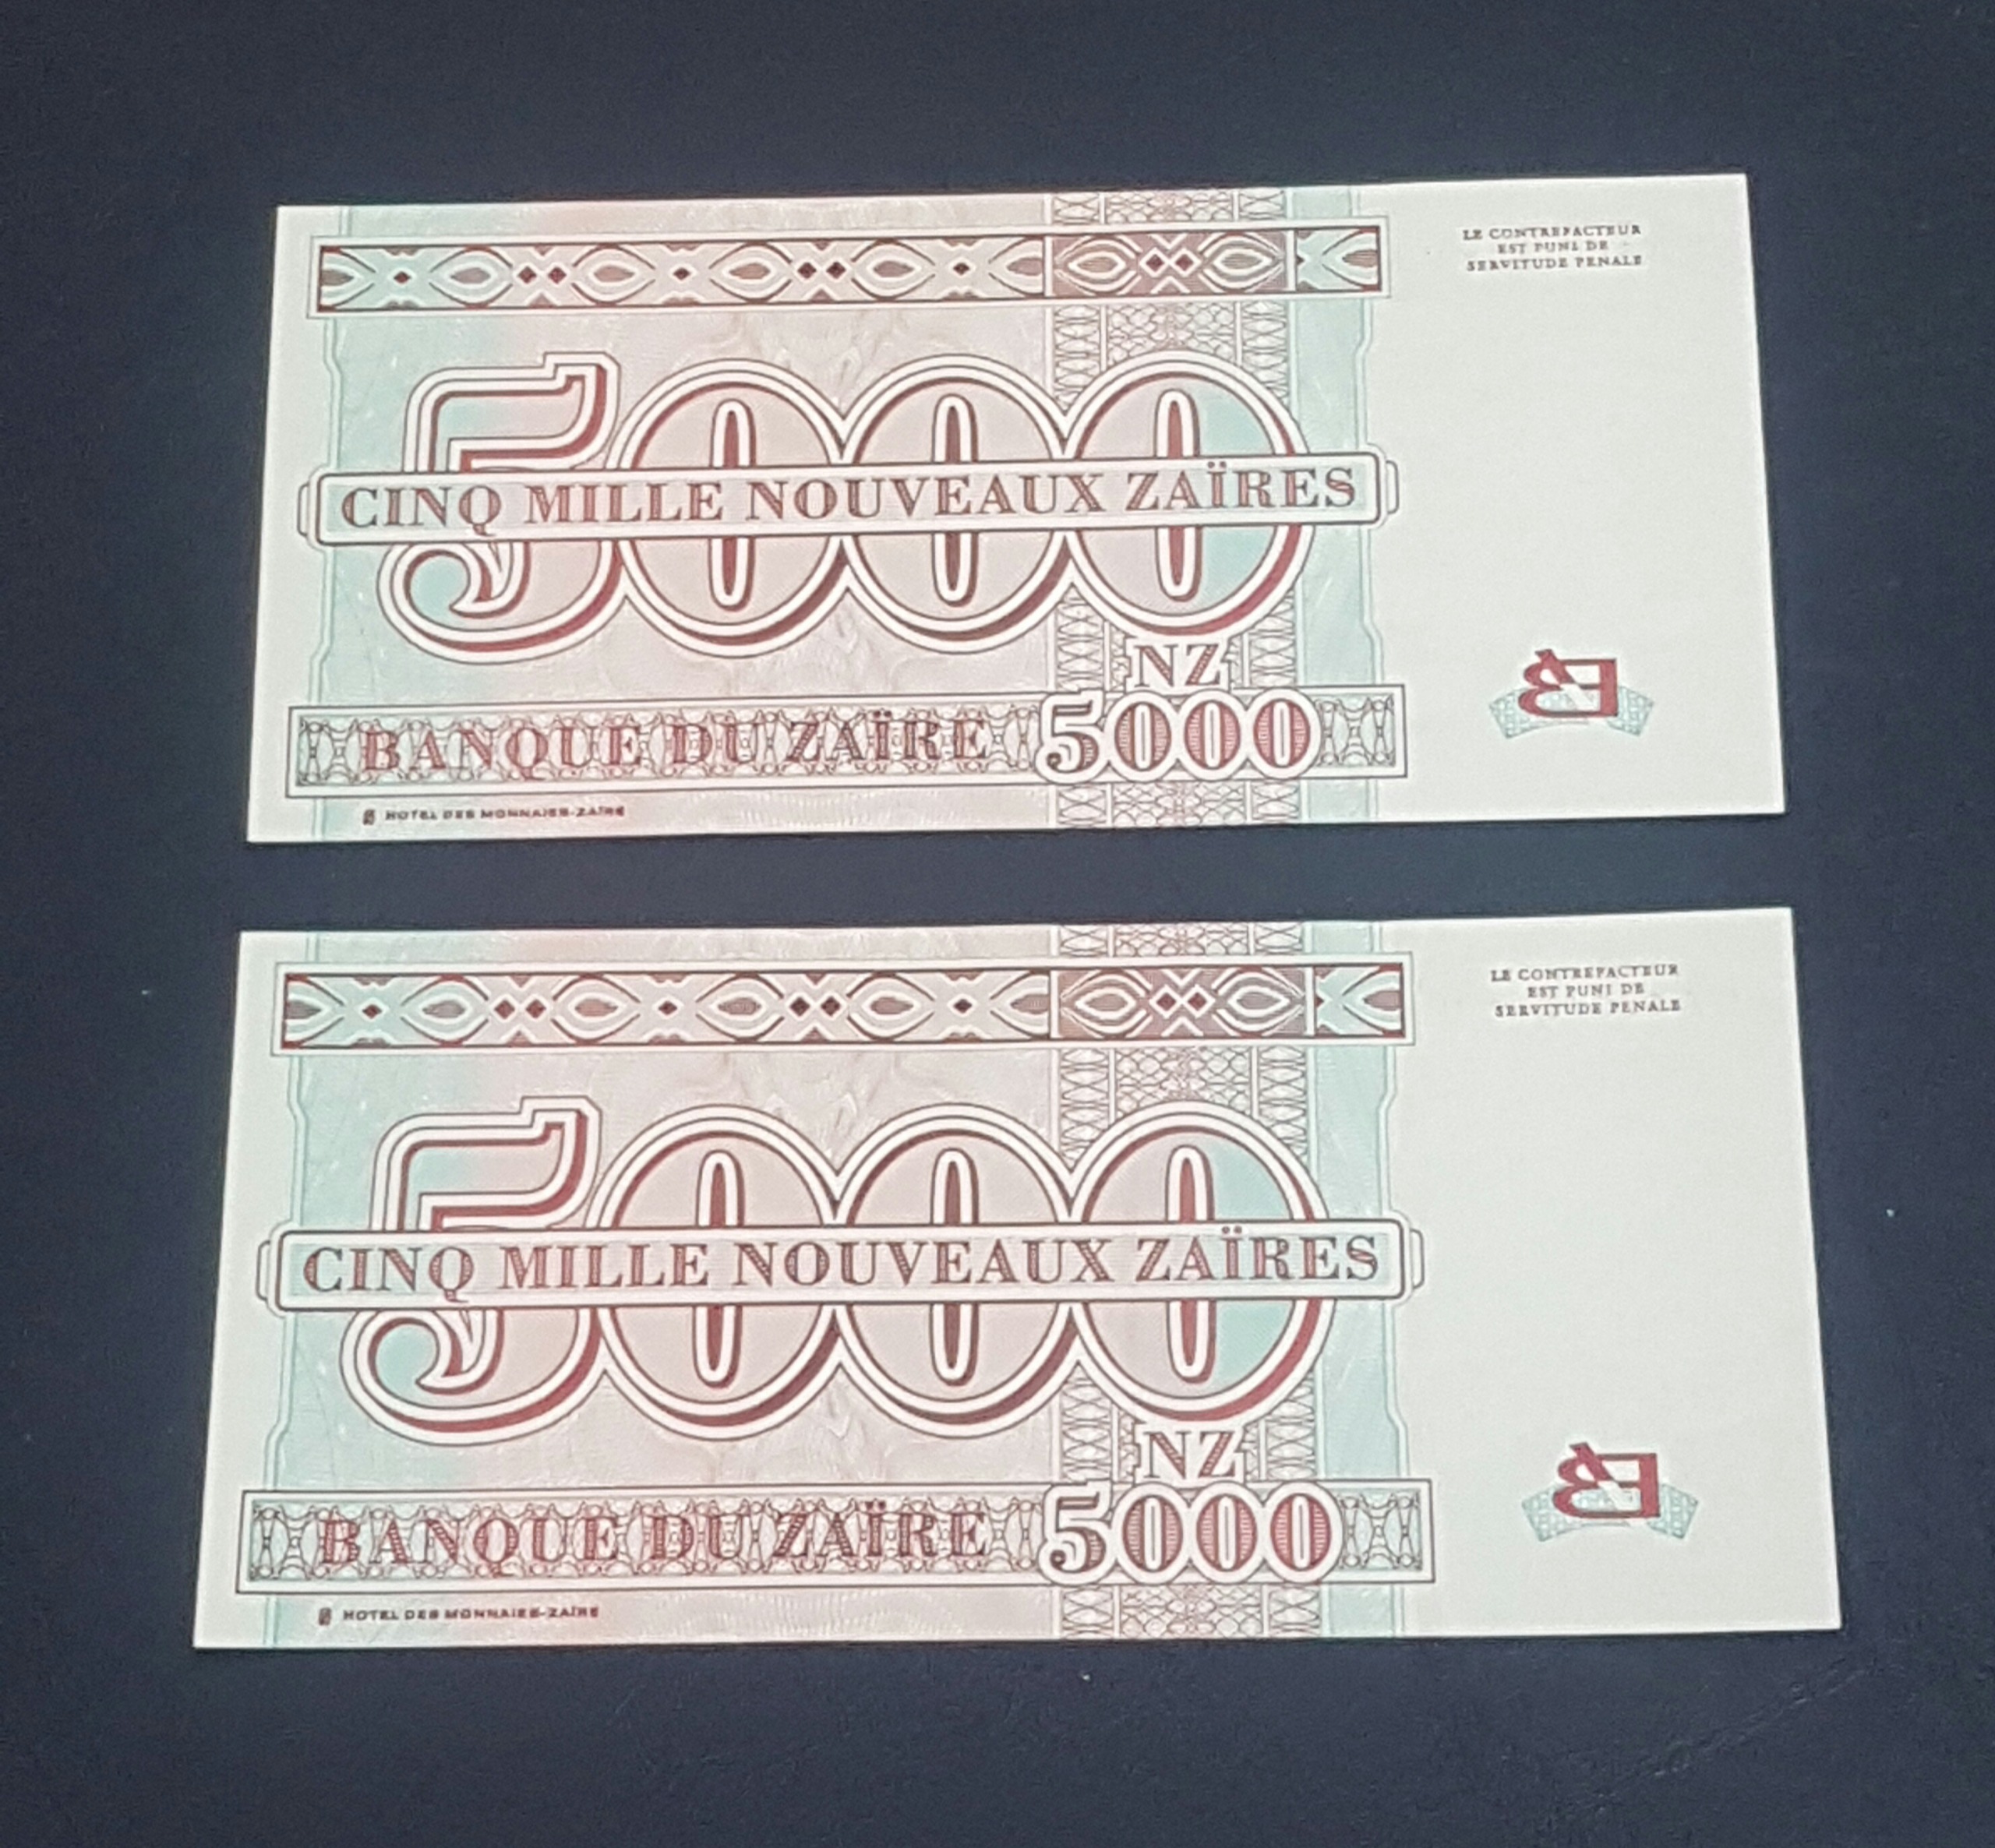 LE CONTREFACTEUR
EST PUNI DE
SERVITUDE PENALE
5000
CINQ MILLE NOUVEAUX ZAÏRES
NZ
BANQUE DU ZAÏRE 5000
HOTEL DES MONNAIES-ZAÏRE
LE CONTREFACTEUR
EST PUNI DE
SERVITUDE PENALE
5000
CINQ MILLE NOUVEAUX ZAÏRES
NZ
BANQUE DU ZAÏRE 5000
HOTEL DES MONNAIES-ZAÏRE